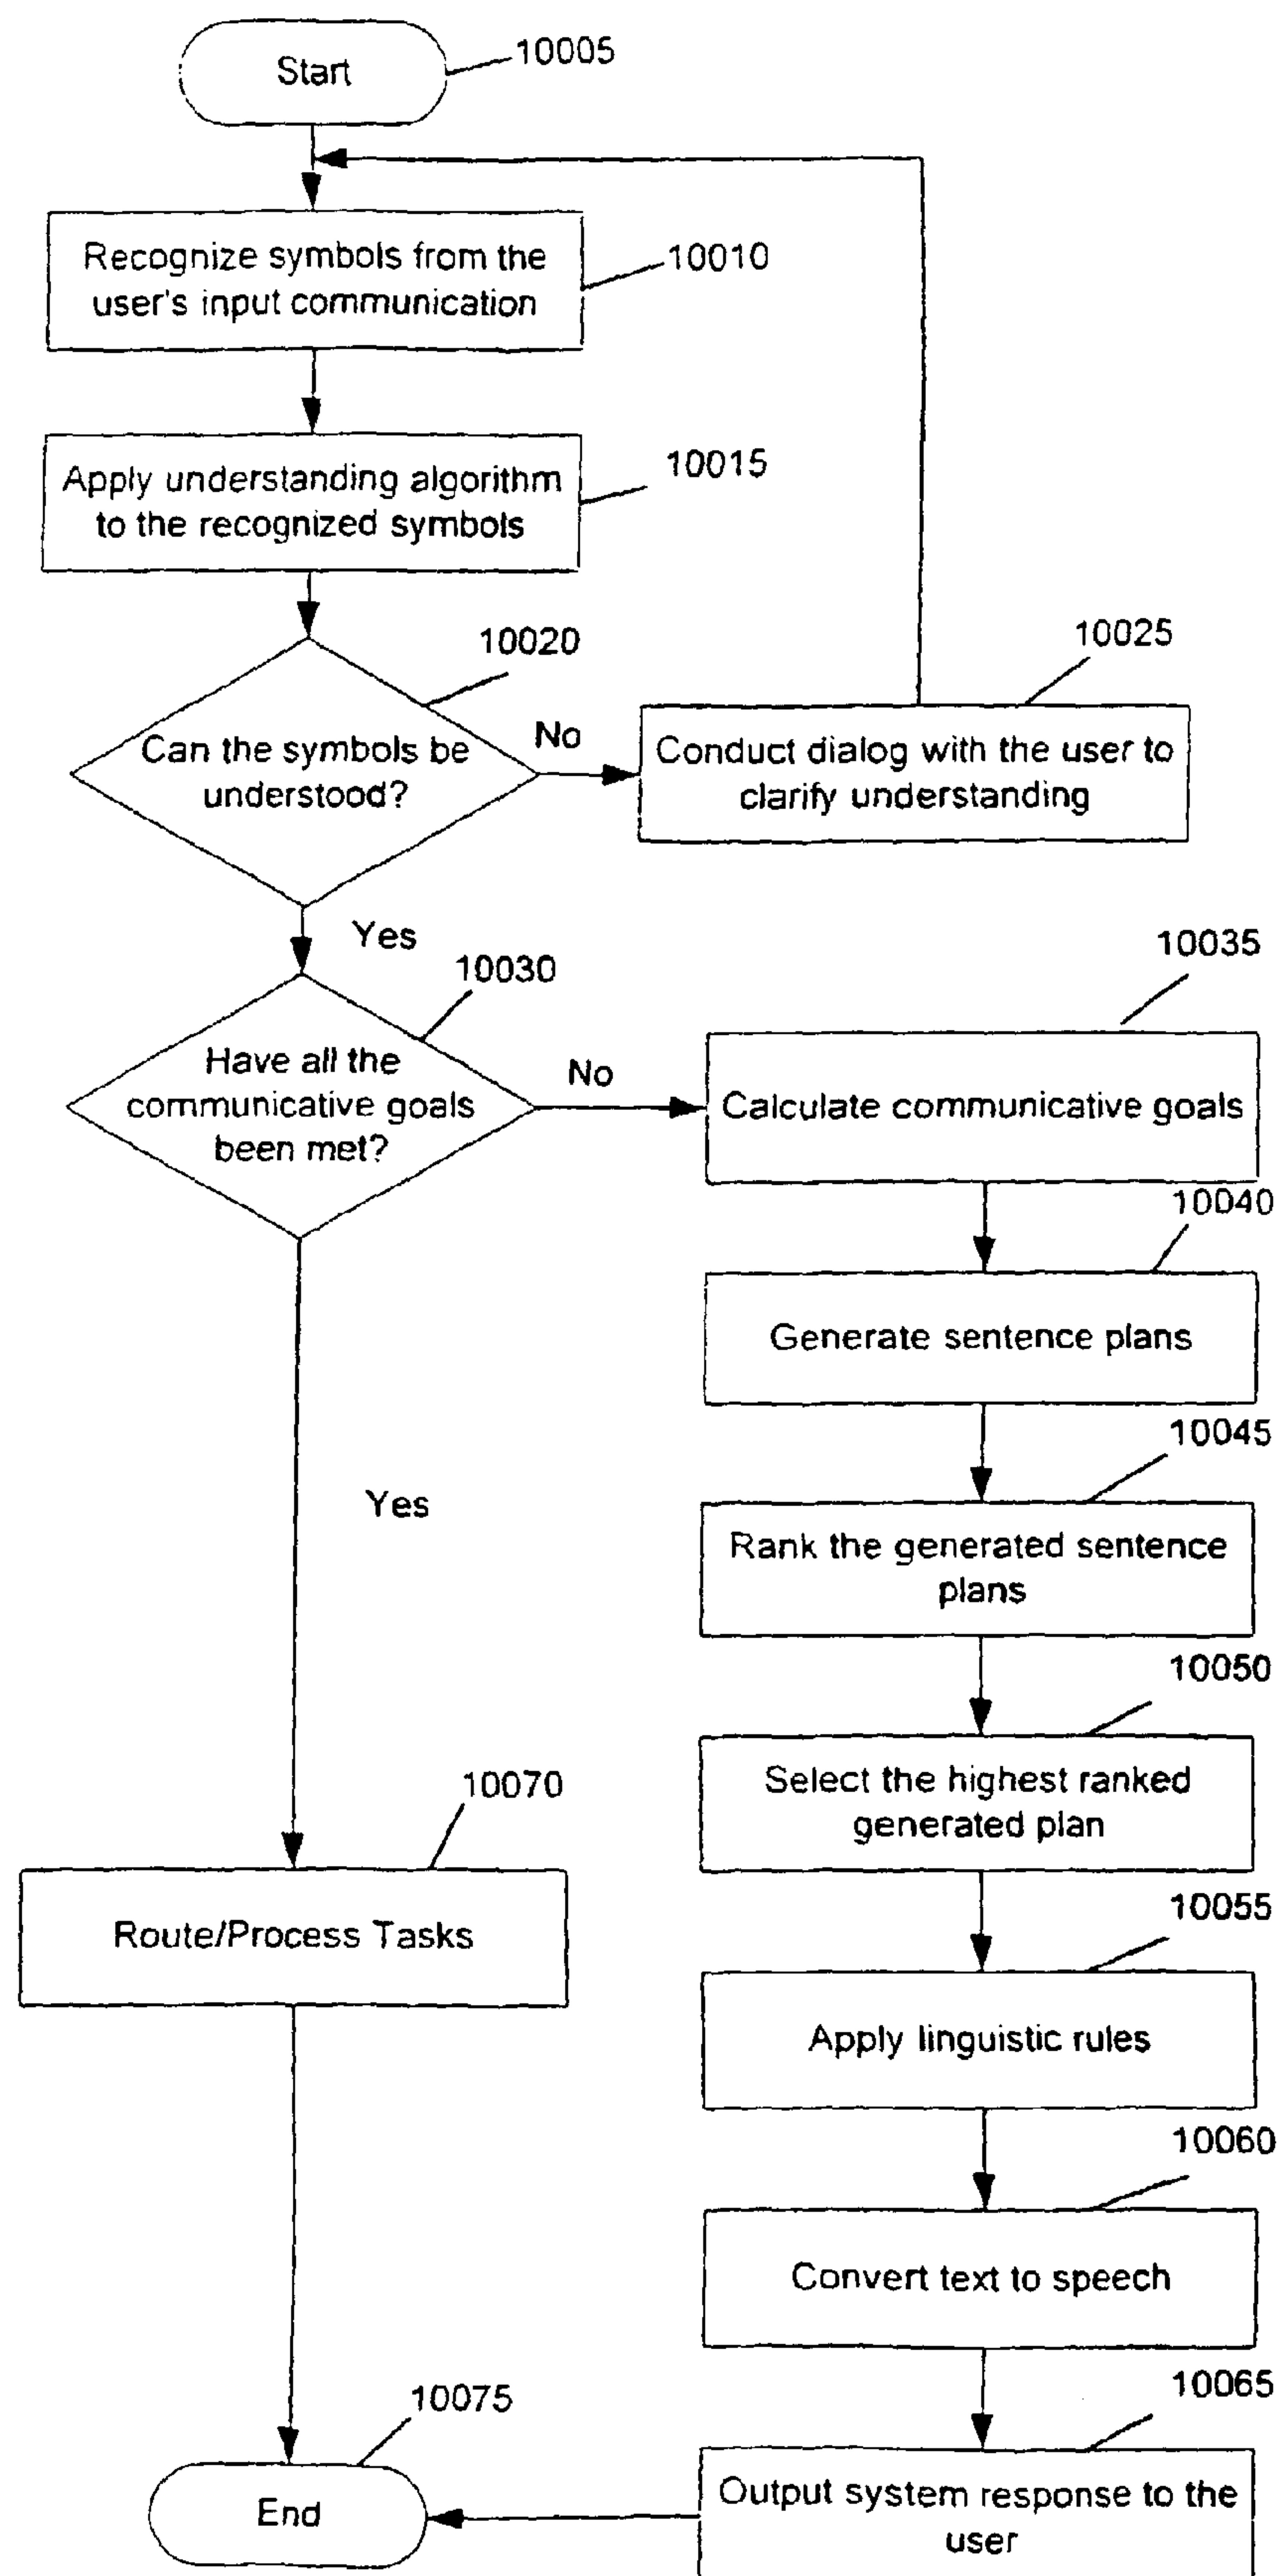 Start
10005
Recognize symbols from the
user's input communication
10010
Apply understanding algorithm
to the recognized symbols
10015
10020
Can the symbols be
understood?
No
10025
Conduct dialog with the user to
clarify understanding
Yes
10030
Have all the
communicative goals
been met?
No
10035
Calculate communicative goals
10040
Generate sentence plans
10045
Rank the generated sentence
plans
Yes
10050
Select the highest ranked
generated plan
10070
Route/Process Tasks
10055
Apply linguistic rules
10060
Convert text to speech
10065
Output system response to the
user
10075
End